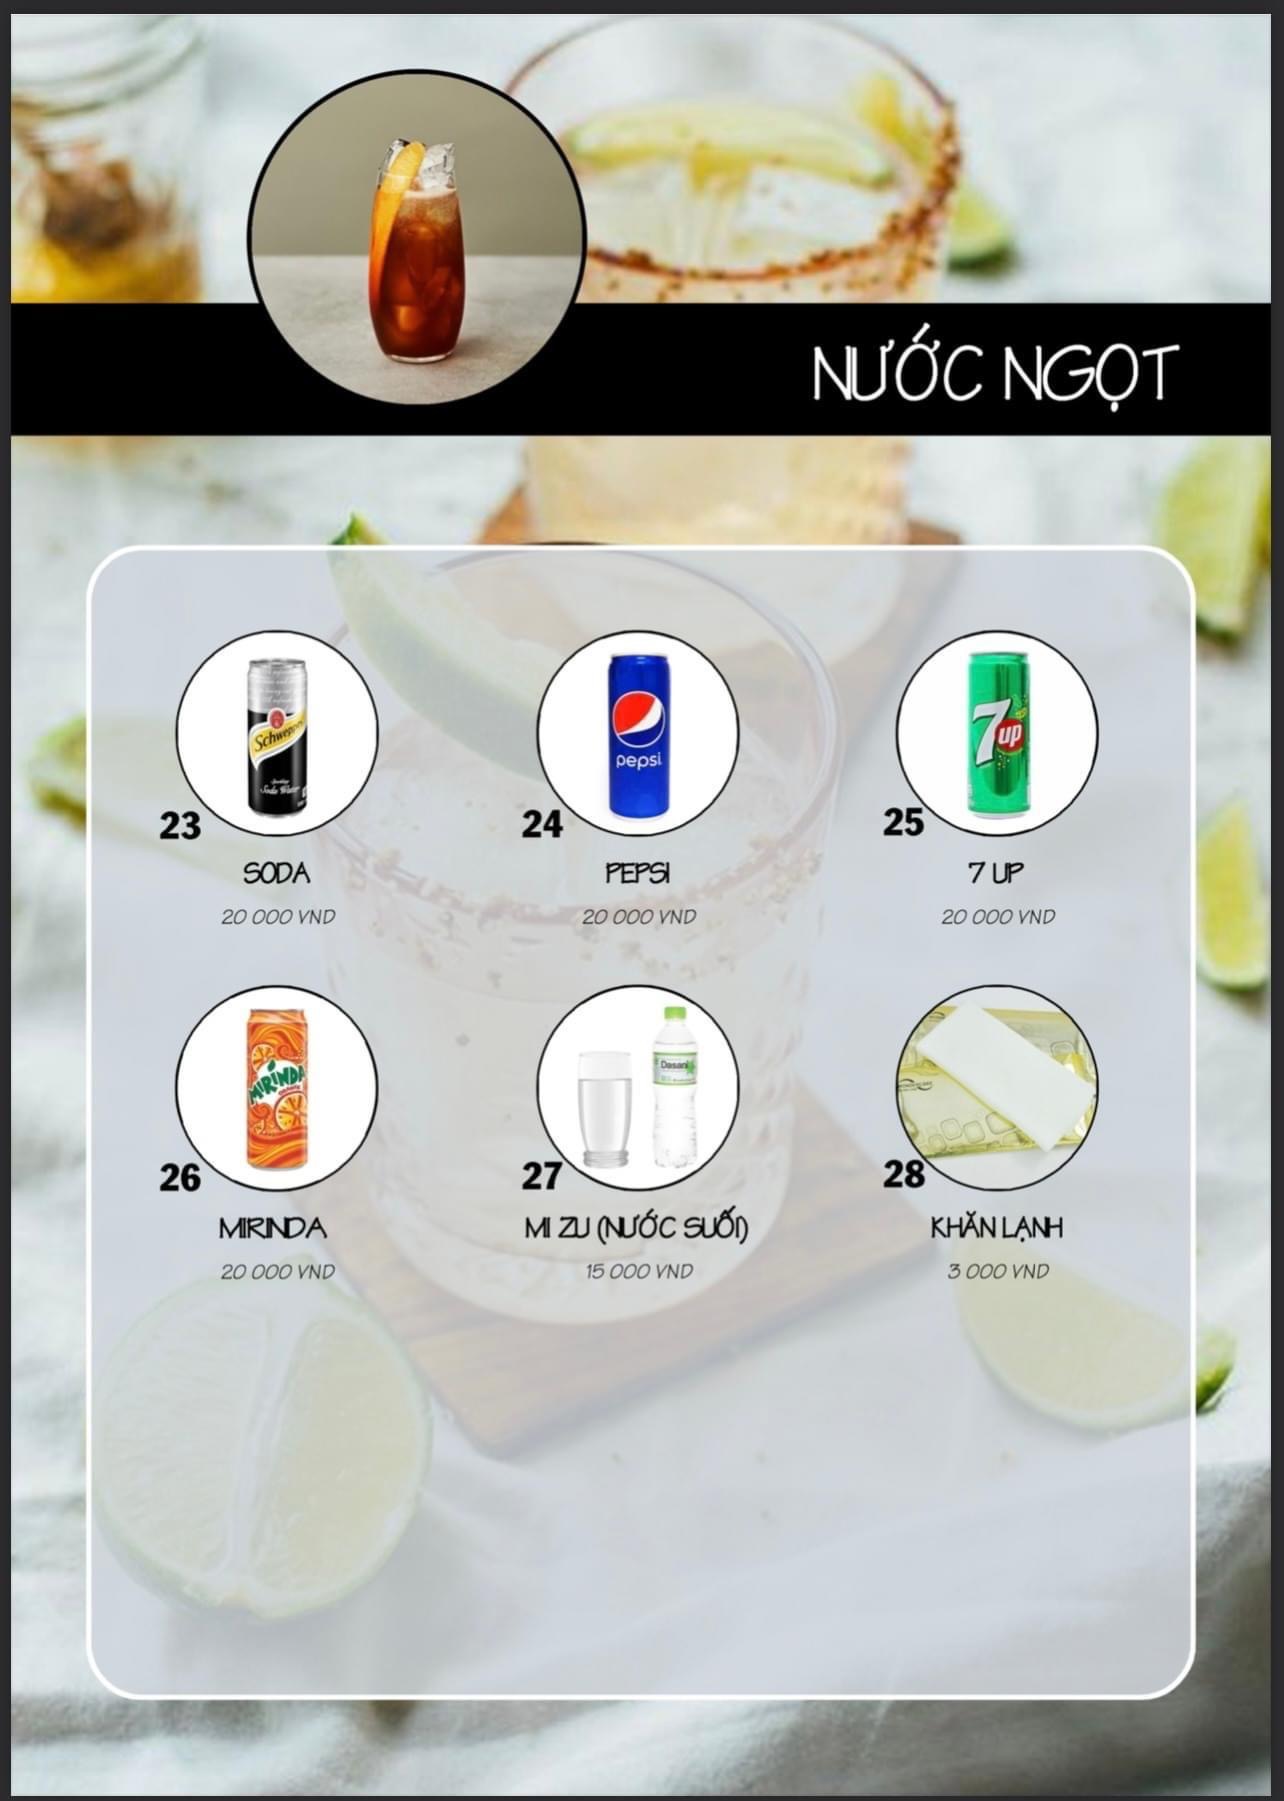 NƯỚC NGỌT
Schweppes
Soda Water
pepsi
7up
23
24
25
SODA
PEPSI
7 UP
20 000 VND
20 000 VND
20 000 VND
MIRINDA
Dasani
26
27
28
MIRINDA
MI ZU (NƯỚC SUỐI)
KHĂN LẠNH
20 000 VND
15 000 VND
3 000 VND